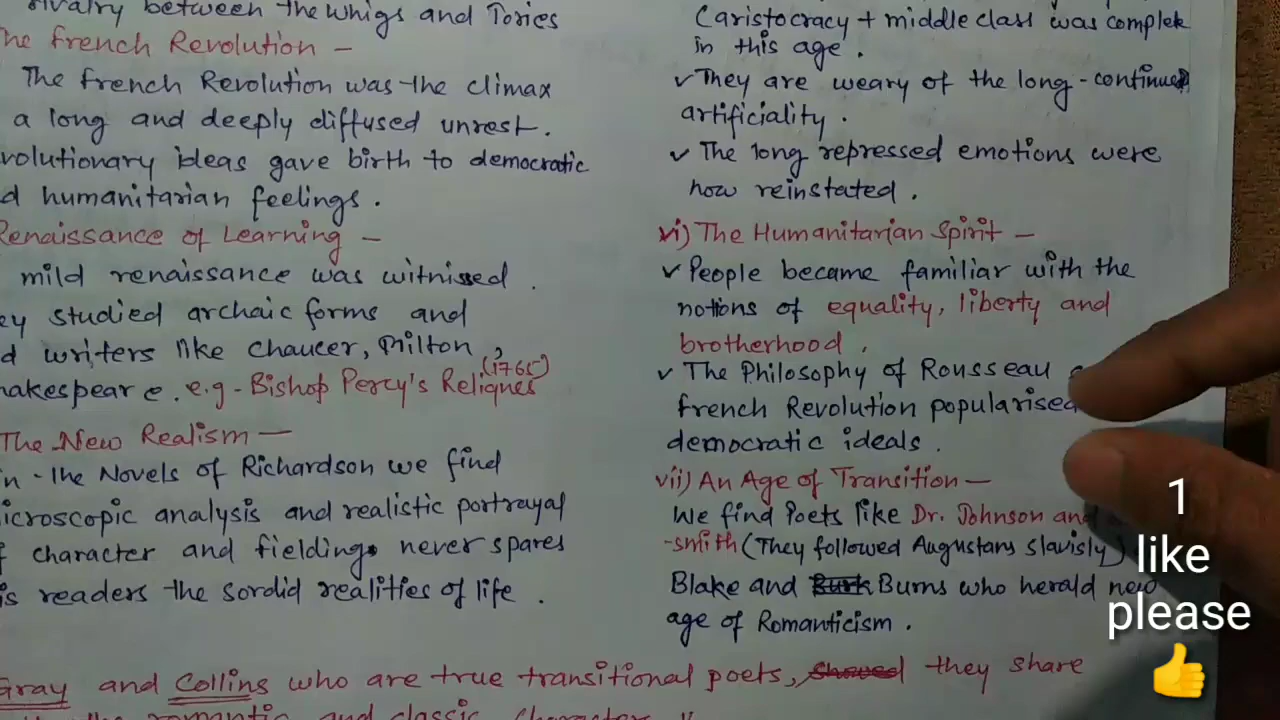 rivalry between the Whigs and Tories
The French Revolution –
The French Revolution was the climax
a long and deeply diffused unrest.
volutionary ideas gave birth to democratic
d humanitarian feelings.
Renaissance of Learning –
mild renaissance was witnissed.
ey studied archaic forms and
d writers like Chaucer, Milton,
hakespeare. e.g - Bishop Percy's Reliques (1765)
The New Realism –
in the Novels of Richardson we find
icroscopic analysis and realistic portrayal
f character and fielding never spares
is readers the sordid realities of life.
(aristocracy + middle class was complek
in this age.
✓ They are weary of the long-continued
artificiality.
✓ The long repressed emotions were
now reinstated.
vi) The Humanitarian Spirit –
✓ People became familiar with the
notions of equality, liberty and
brotherhood.
✓ The Philosophy of Rousseau
french Revolution popularised
democratic ideals.
vii) An Age of Transition –
We find Poets like Dr. Johnson and
-smith (They followed Augustans slavisly)
Blake and Burns who herald new
age of Romanticism.
Gray and Collins who are true transitional poets, they share
romantic and classic
1
like
please
👍